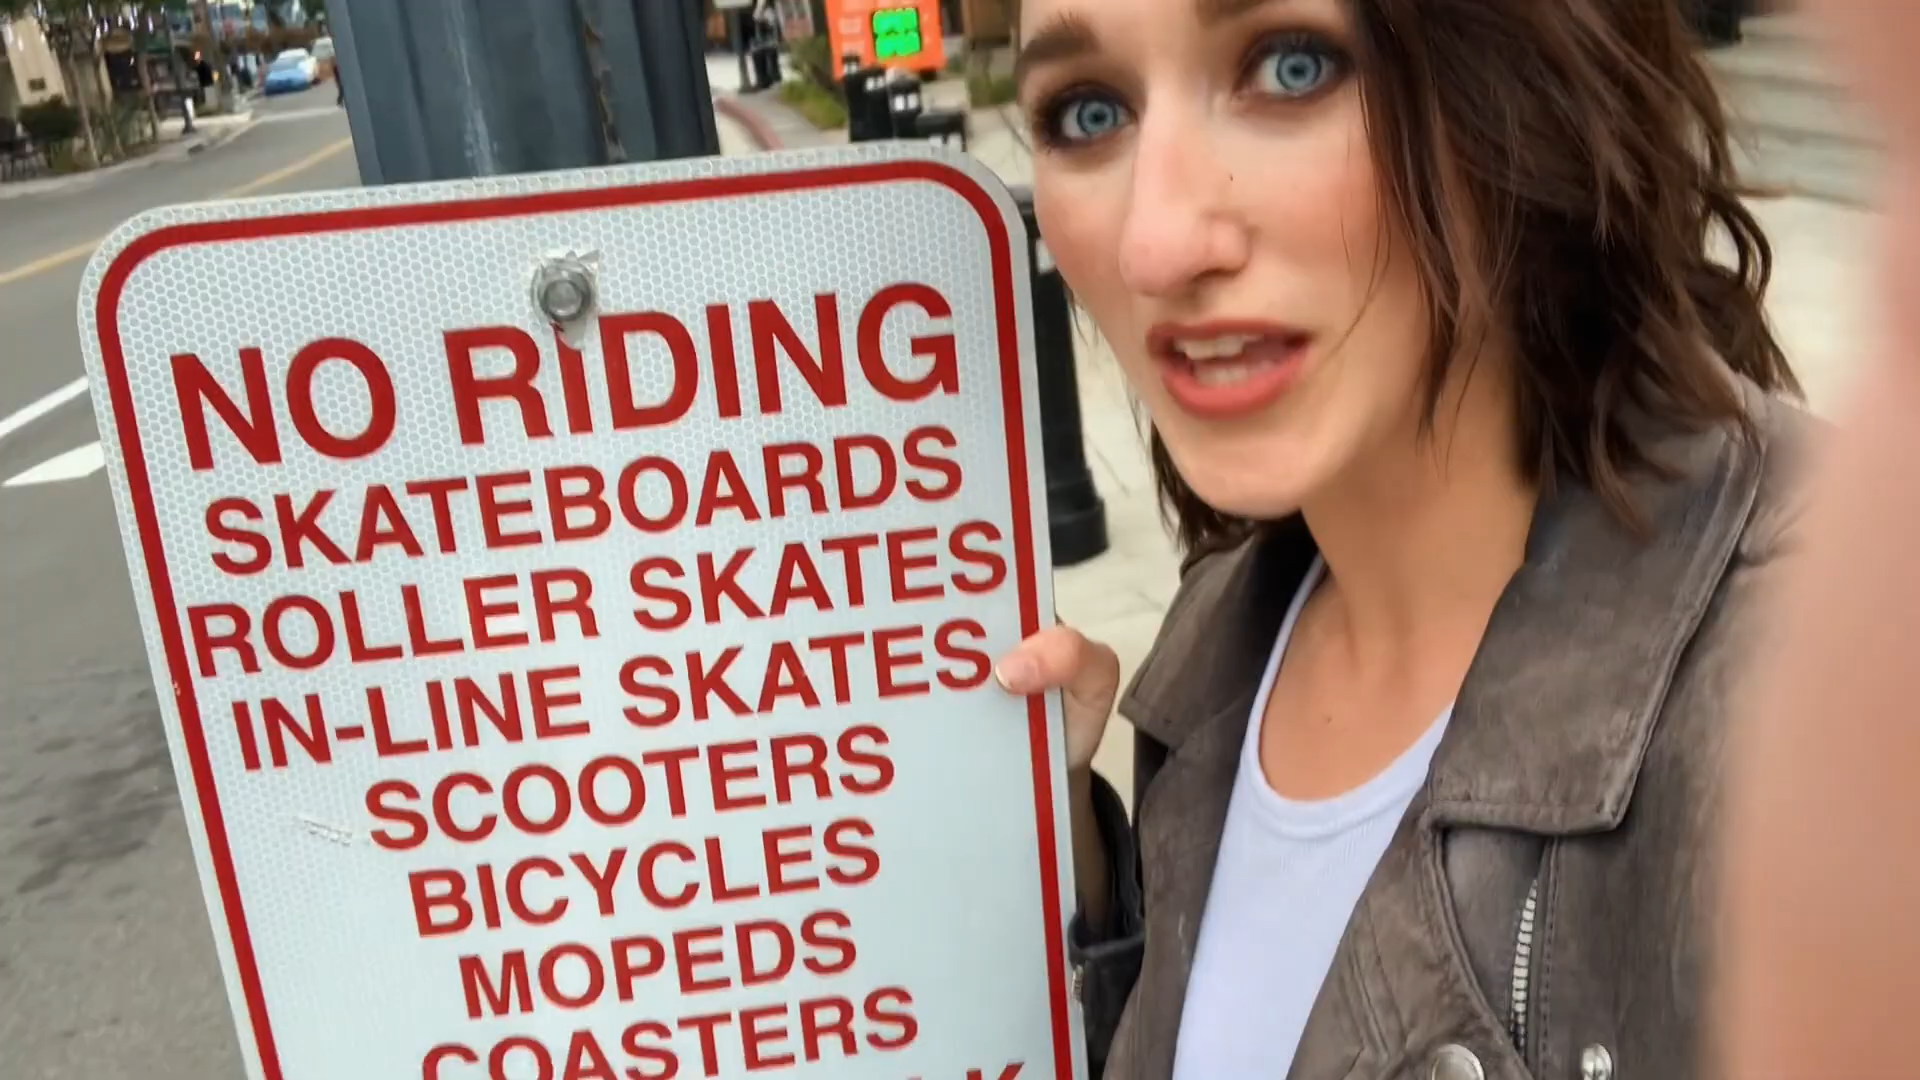 NO RIDING
SKATEBOARDS
ROLLER SKATES
IN-LINE SKATES
SCOOTERS
BICYCLES
MOPEDS
COASTERS